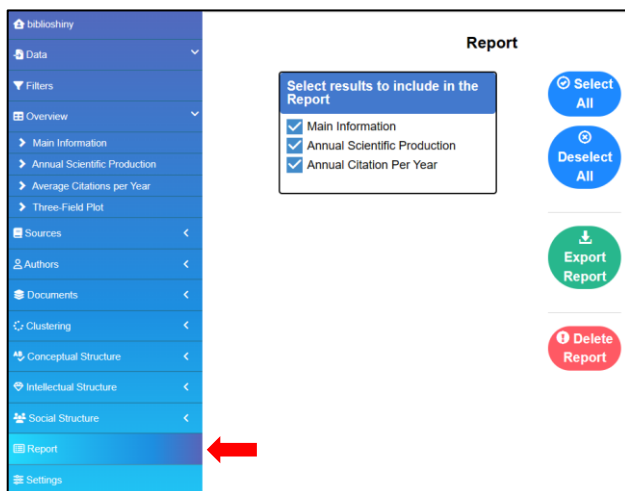 biblioshiny
Data
Filters
Overview
Main Information
Annual Scientific Production
Average Citations per Year
Three-Field Plot
Sources
Authors
Documents
Clustering
Conceptual Structure
Intellectual Structure
Social Structure
Report
Settings
Report
Select results to include in the
Report
Main Information
Annual Scientific Production
Annual Citation Per Year
Select
All
Deselect
All
Export
Report
Delete
Report